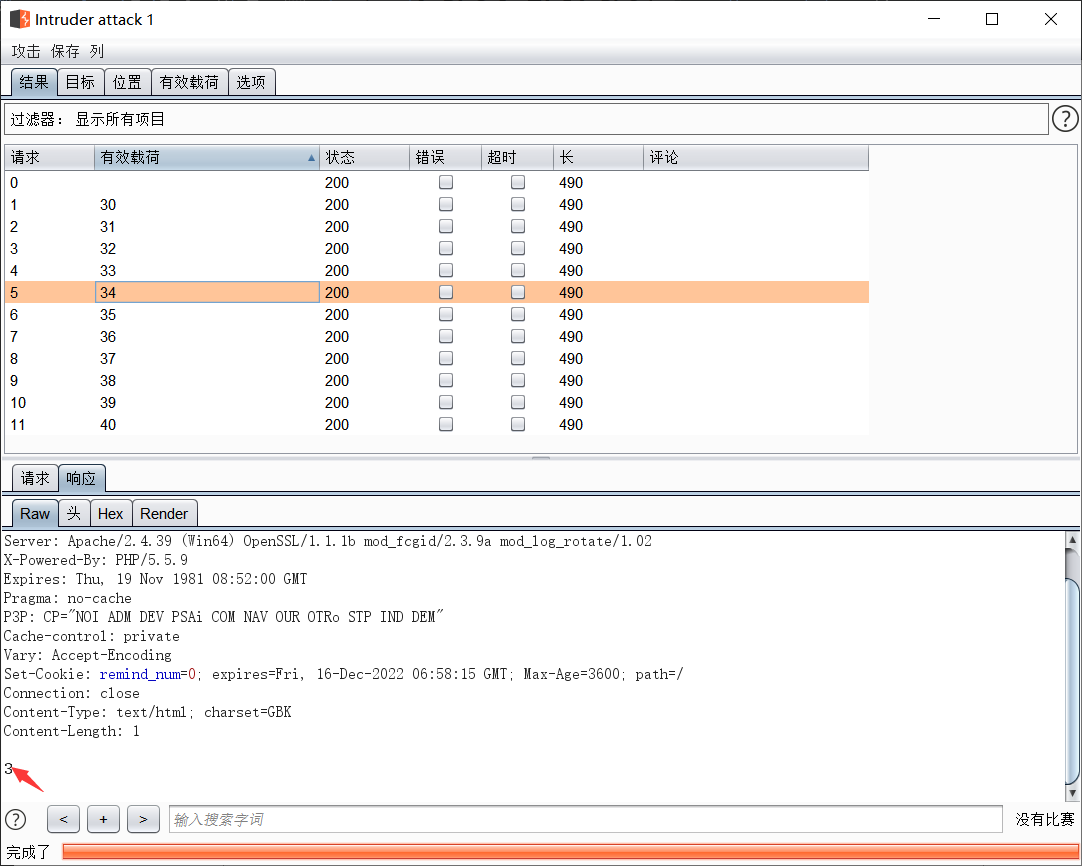 Intruder attack 1
攻击 保存 列
结果 目标 位置 有效载荷 选项
过滤器： 显示所有项目 ?
请求 有效载荷 状态 错误 超时 长 评论
0 200 490
1 30 200 490
2 31 200 490
3 32 200 490
4 33 200 490
5 34 200 490
6 35 200 490
7 36 200 490
8 37 200 490
9 38 200 490
10 39 200 490
11 40 200 490
请求 响应
Raw 头 Hex Render
Server: Apache/2.4.39 (Win64) OpenSSL/1.1.1b mod_fcgid/2.3.9a mod_log_rotate/1.02
X-Powered-By: PHP/5.5.9
Expires: Thu, 19 Nov 1981 08:52:00 GMT
Pragma: no-cache
P3P: CP="NOI ADM DEV PSAi COM NAV OUR OTRo STP IND DEM"
Cache-control: private
Vary: Accept-Encoding
Set-Cookie: remind_num=0; expires=Fri, 16-Dec-2022 06:58:15 GMT; Max-Age=3600; path=/
Connection: close
Content-Type: text/html; charset=GBK
Content-Length: 1
3
? < + > 输入搜索字词 没有比赛
完成了